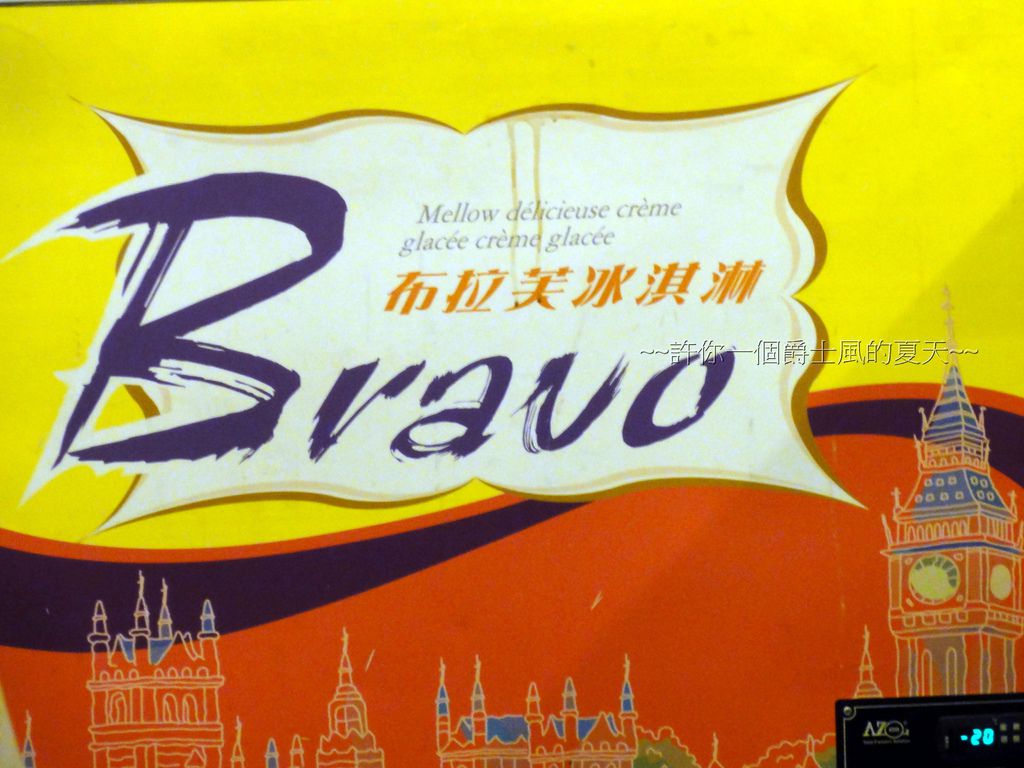 Mellow délicieuse crème
glacée crème glacée
布拉芙冰淇淋
Bravo
~~許你一個爵士風的夏天~~
-20